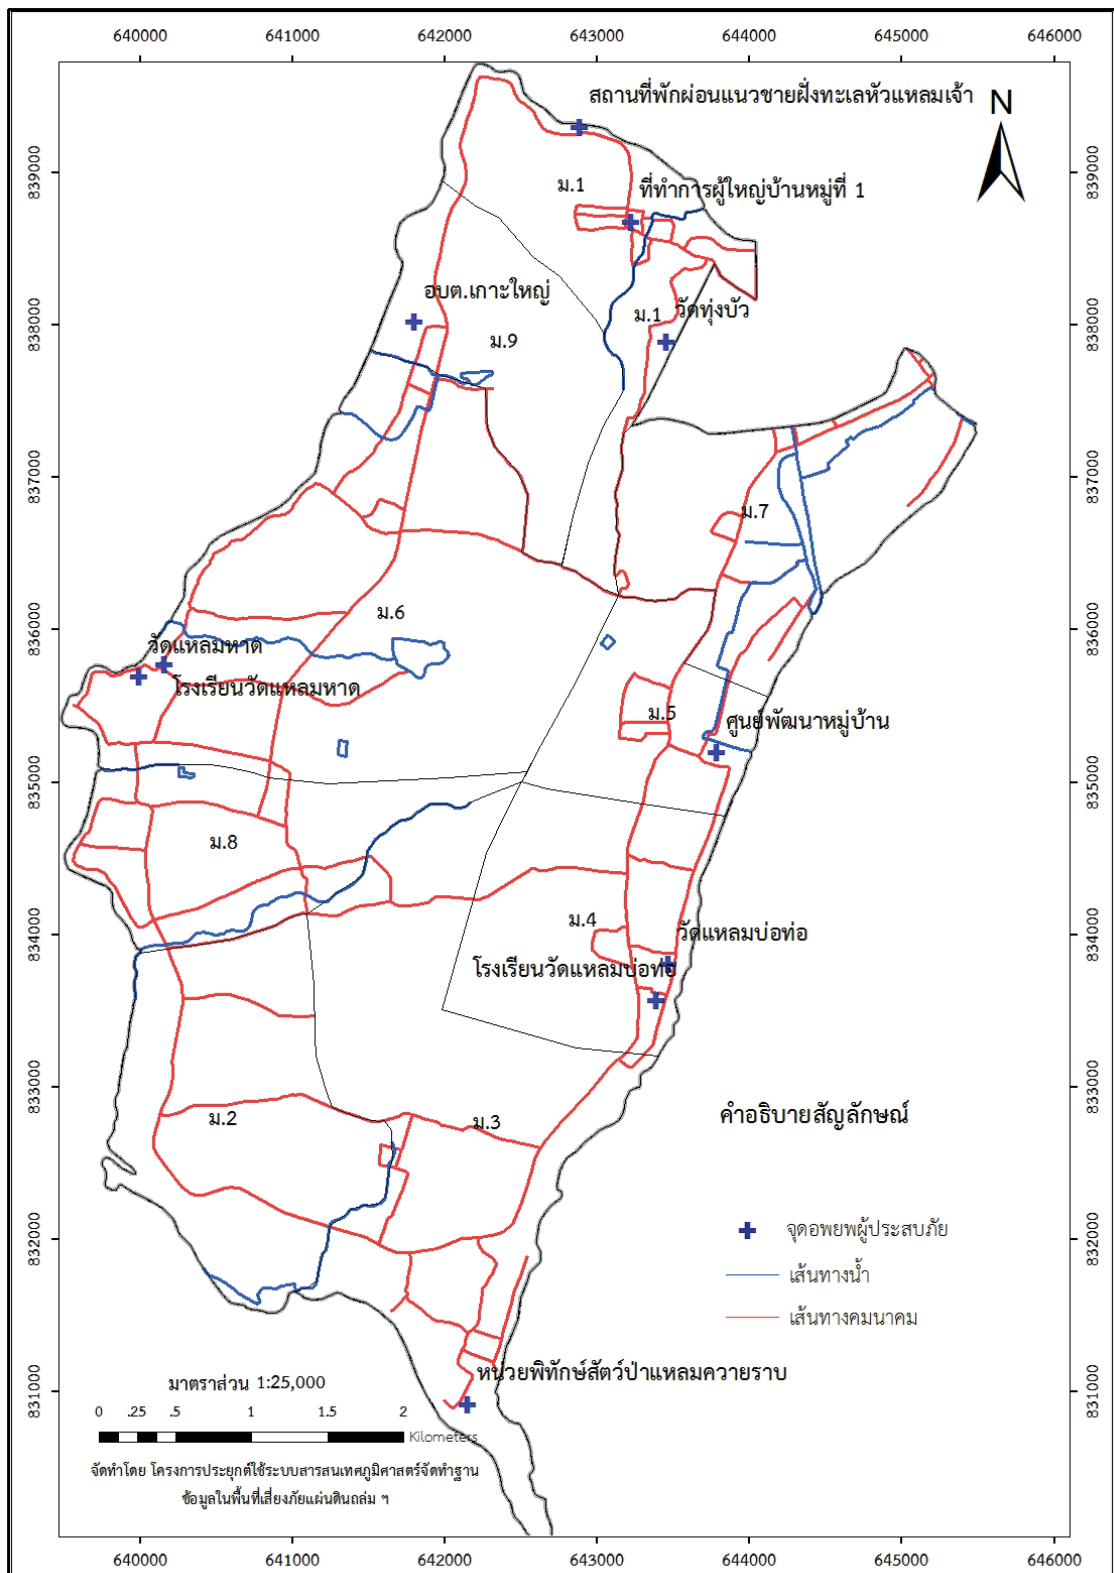 640000 641000 642000 643000 644000 645000 646000
สถานที่พักผ่อนแนวชายฝั่งทะเลหัวแหลมเจ้า
N
839000 839000
ม.1 ที่ทำการผู้ใหญ่บ้านหมู่ที่ 1
อบต.เกาะใหญ่
ม.1 วัดทุ่งบัว
838000 838000
ม.9
837000 837000
ม.7
ม.6
836000 836000
วัดแหลมหาด
โรงเรียนวัดแหลมหาด
ม.5 ศูนย์พัฒนาหมู่บ้าน
835000 835000
ม.8
834000 834000
ม.4 วัดแหลมบ่อท่อ
โรงเรียนวัดแหลมบ่อท่อ
833000 833000
ม.2 ม.3
คำอธิบายสัญลักษณ์
832000 832000
จุดอพยพผู้ประสบภัย
เส้นทางน้ำ
เส้นทางคมนาคม
831000 831000
หน่วยพิทักษ์สัตว์ป่าแหลมควายราบ
มาตราส่วน 1:25,000
0 .25 .5 1 1.5 2
Kilometers
จัดทำโดย โครงการประยุกต์ใช้ระบบสารสนเทศภูมิศาสตร์จัดทำฐาน
ข้อมูลในพื้นที่เสี่ยงภัยแผ่นดินถล่ม ฯ
640000 641000 642000 643000 644000 645000 646000